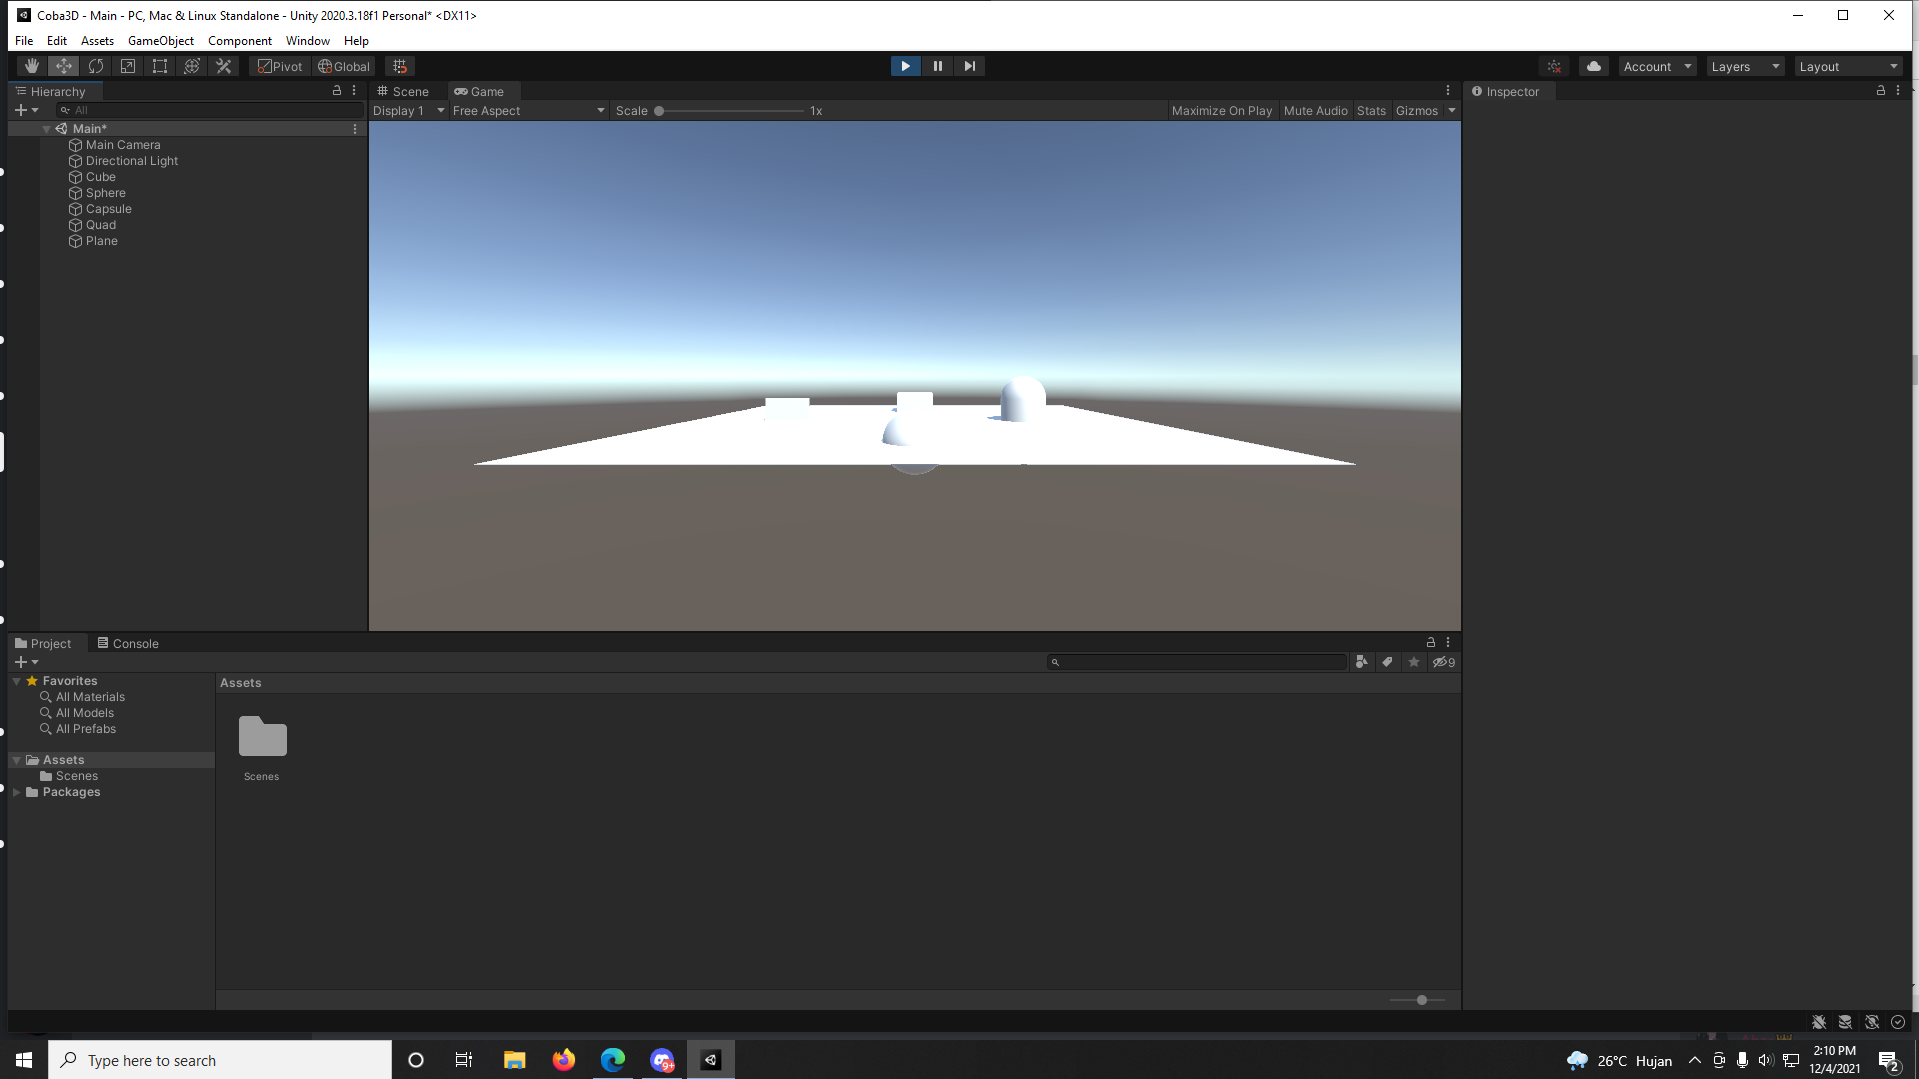 Coba3D - Main - PC, Mac & Linux Standalone - Unity 2020.3.18f1 Personal* <DX11>
File Edit Assets GameObject Component Window Help
Pivot Global Account Layers Layout
Hierarchy
All
Main*
Main Camera
Directional Light
Cube
Sphere
Capsule
Quad
Plane
Scene Game
Display 1 Free Aspect Scale 1x Maximize On Play Mute Audio Stats Gizmos
Inspector
Project Console
9
Favorites
All Materials
All Models
All Prefabs
Assets
Scenes
Packages
Assets
Scenes
Type here to search
9+
26°C Hujan
2:10 PM
12/4/2021
2